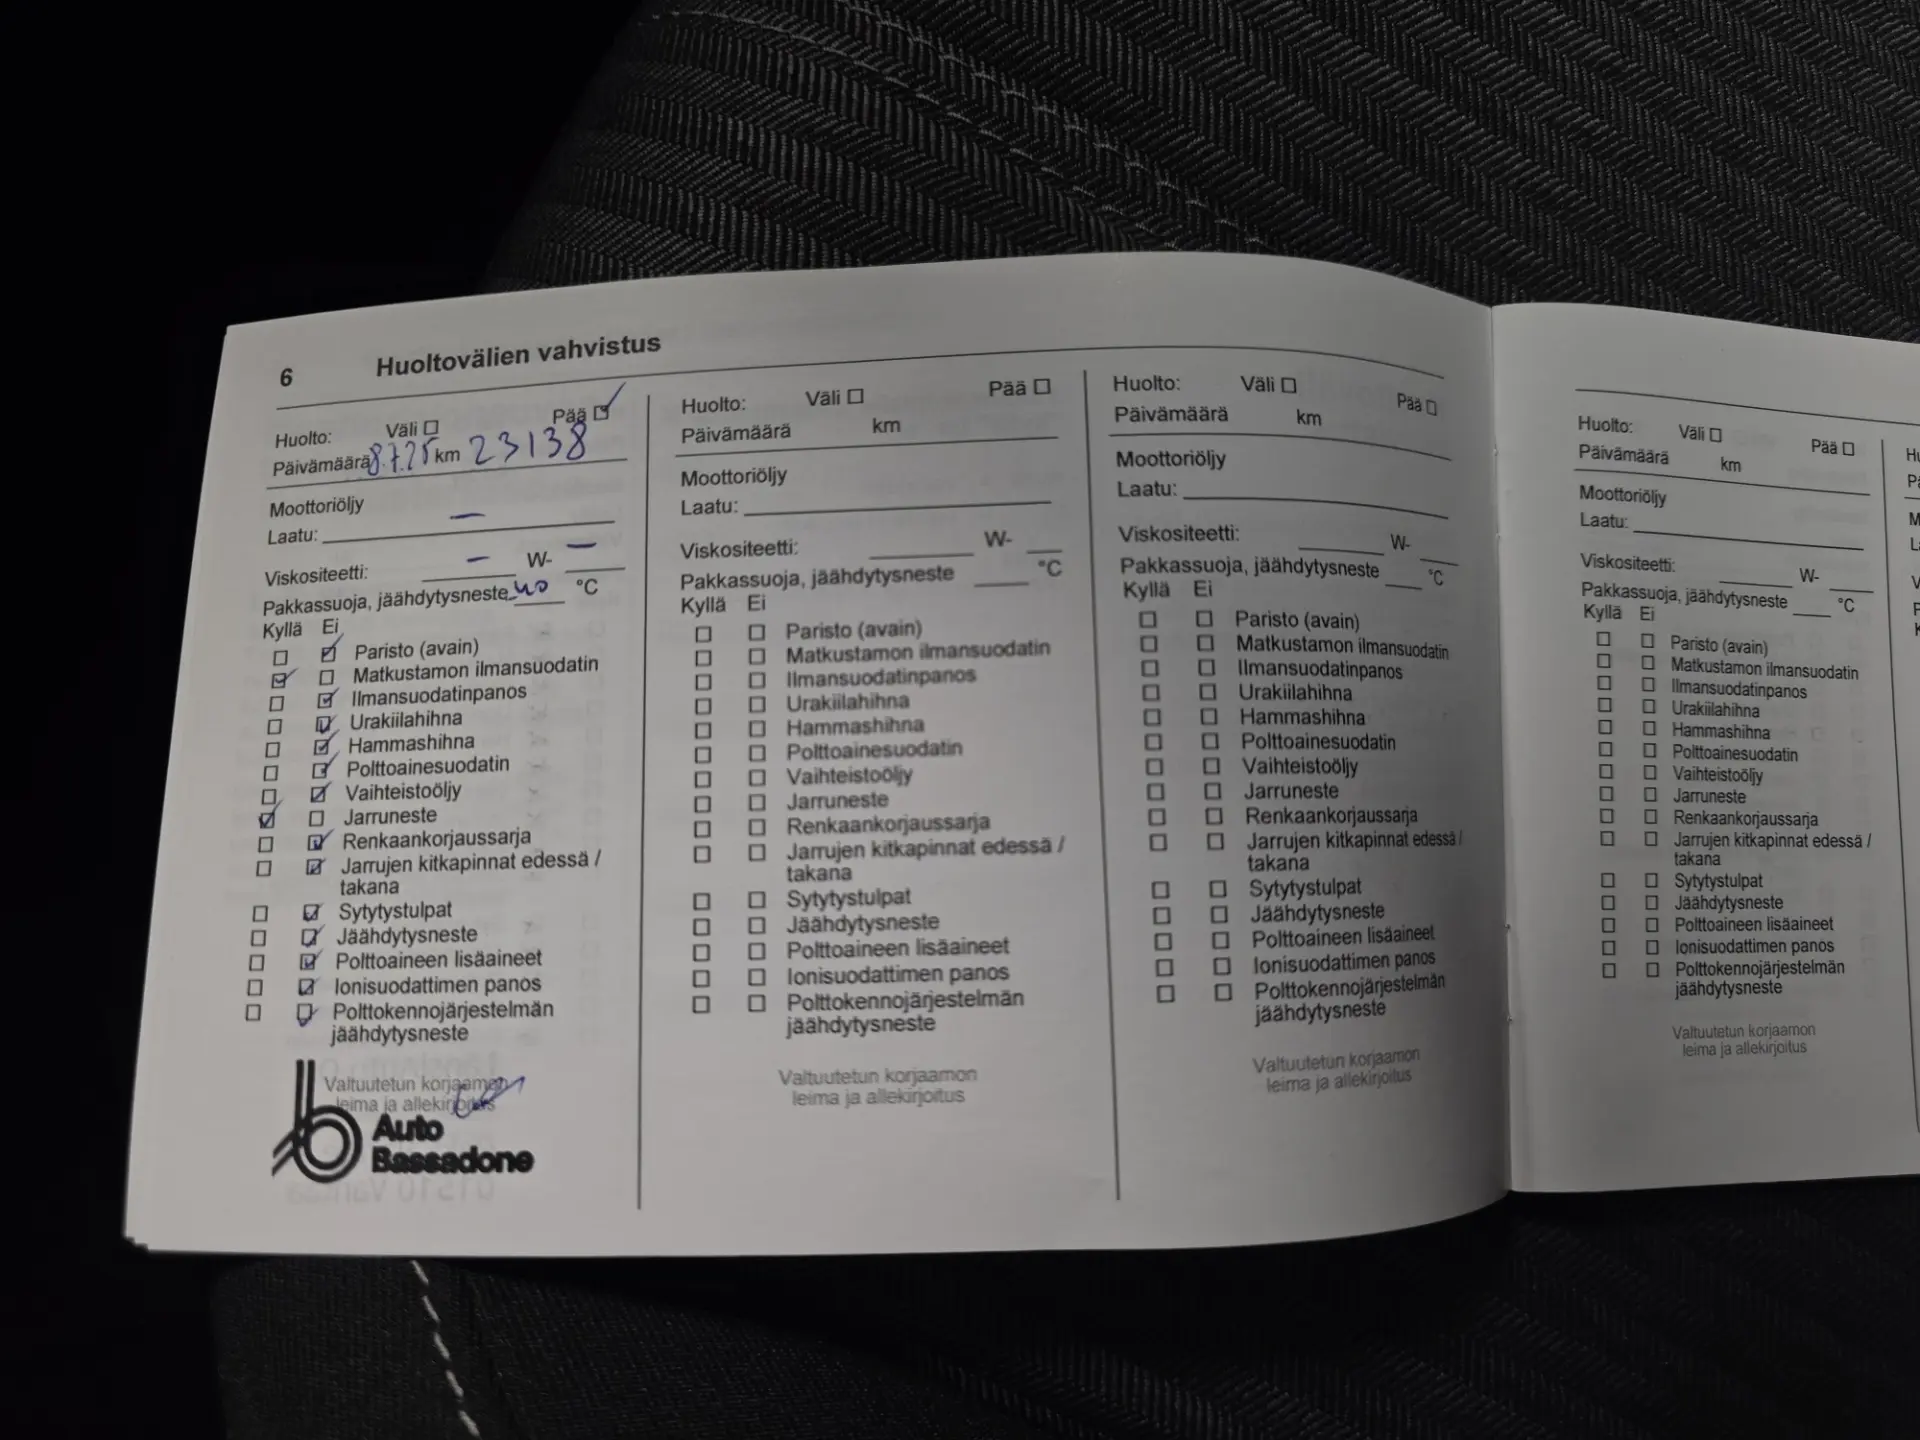 6 Huoltovälien vahvistus
Huolto: Väli Pää
Päivämäärä 8.7.25 km 23138
Moottoriöljy
Laatu: –
Viskositeetti: – W- –
Pakkassuoja, jäähdytysneste -40 °C
Kyllä Ei
Paristo (avain)
Matkustamon ilmansuodatin
Ilmansuodatinpanos
Urakiilahihna
Hammashihna
Polttoainesuodatin
Vaihteistoöljy
Jarruneste
Renkaankorjaussarja
Jarrujen kitkapinnat edessä /
takana
Sytytystulpat
Jäähdytysneste
Polttoaineen lisäaineet
Ionisuodattimen panos
Polttokennojärjestelmän
jäähdytysneste
Valtuutetun korjaamon
leima ja allekirjoitus
Auto
Bassadone
Huolto: Väli Pää
Päivämäärä km
Moottoriöljy
Laatu:
Viskositeetti: W-
Pakkassuoja, jäähdytysneste °C
Kyllä Ei
Paristo (avain)
Matkustamon ilmansuodatin
Ilmansuodatinpanos
Urakiilahihna
Hammashihna
Polttoainesuodatin
Vaihteistoöljy
Jarruneste
Renkaankorjaussarja
Jarrujen kitkapinnat edessä /
takana
Sytytystulpat
Jäähdytysneste
Polttoaineen lisäaineet
Ionisuodattimen panos
Polttokennojärjestelmän
jäähdytysneste
Valtuutetun korjaamon
leima ja allekirjoitus
Huolto: Väli Pää
Päivämäärä km
Moottoriöljy
Laatu:
Viskositeetti: W-
Pakkassuoja, jäähdytysneste °C
Kyllä Ei
Paristo (avain)
Matkustamon ilmansuodatin
Ilmansuodatinpanos
Urakiilahihna
Hammashihna
Polttoainesuodatin
Vaihteistoöljy
Jarruneste
Renkaankorjaussarja
Jarrujen kitkapinnat edessä /
takana
Sytytystulpat
Jäähdytysneste
Polttoaineen lisäaineet
Ionisuodattimen panos
Polttokennojärjestelmän
jäähdytysneste
Valtuutetun korjaamon
leima ja allekirjoitus
Huolto: Väli Pää
Päivämäärä km
Moottoriöljy
Laatu:
Viskositeetti: W-
Pakkassuoja, jäähdytysneste °C
Kyllä Ei
Paristo (avain)
Matkustamon ilmansuodatin
Ilmansuodatinpanos
Urakiilahihna
Hammashihna
Polttoainesuodatin
Vaihteistoöljy
Jarruneste
Renkaankorjaussarja
Jarrujen kitkapinnat edessä /
takana
Sytytystulpat
Jäähdytysneste
Polttoaineen lisäaineet
Ionisuodattimen panos
Polttokennojärjestelmän
jäähdytysneste
Valtuutetun korjaamon
leima ja allekirjoitus